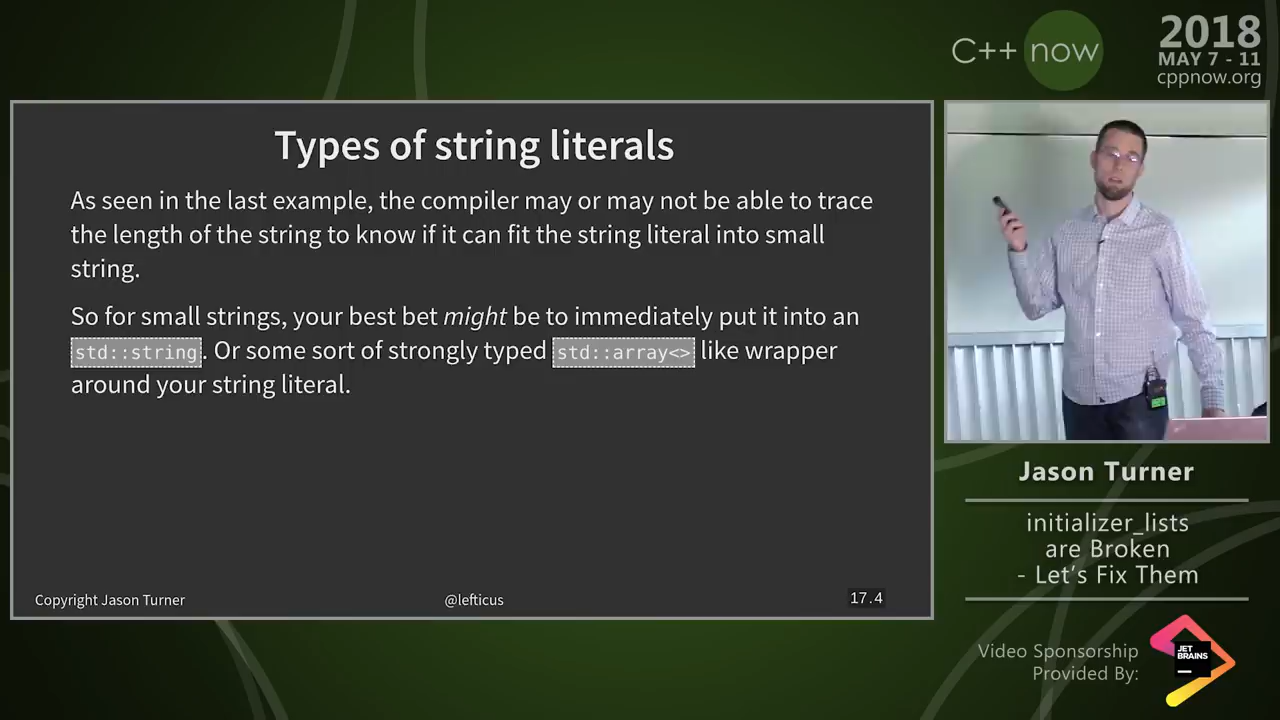 C++ now
2018
MAY 7 - 11
cppnow.org
Types of string literals
As seen in the last example, the compiler may or may not be able to trace
the length of the string to know if it can fit the string literal into small
string.
So for small strings, your best bet might be to immediately put it into an
std::string. Or some sort of strongly typed std::array<> like wrapper
around your string literal.
Copyright Jason Turner
@lefticus
17.4
Jason Turner
initializer_lists
are Broken
- Let's Fix Them
Video Sponsorship
Provided By:
JET
BRAINS